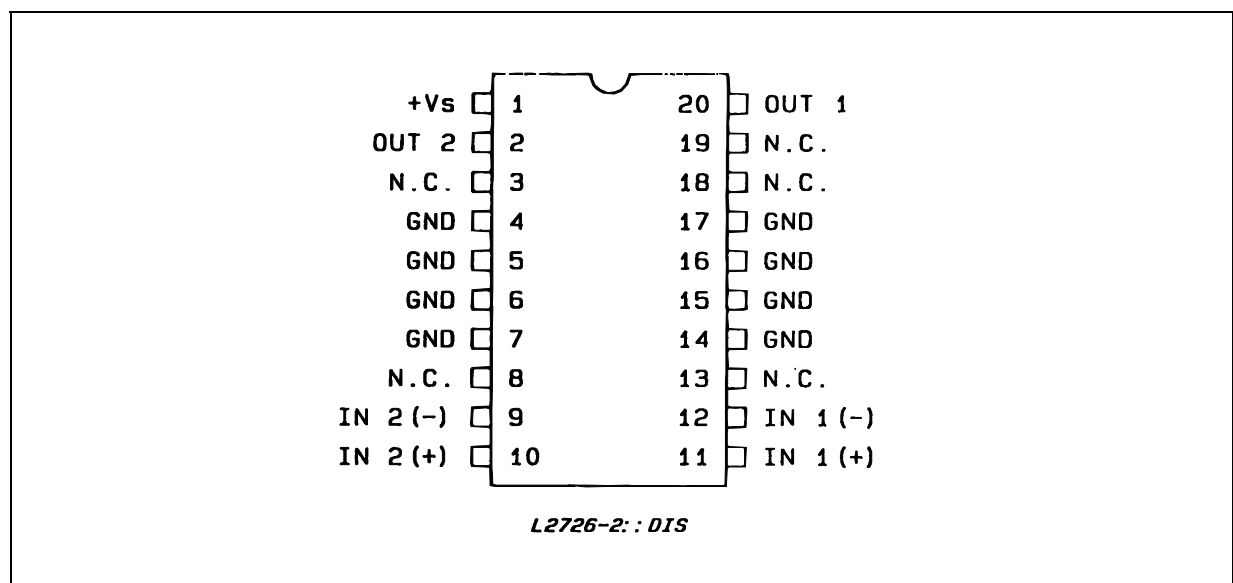 +Vs 1 20 OUT 1
OUT 2 2 19 N.C.
N.C. 3 18 N.C.
GND 4 17 GND
GND 5 16 GND
GND 6 15 GND
GND 7 14 GND
N.C. 8 13 N.C.
IN 2(-) 9 12 IN 1(-)
IN 2(+) 10 11 IN 1(+)
L2726-2::DIS